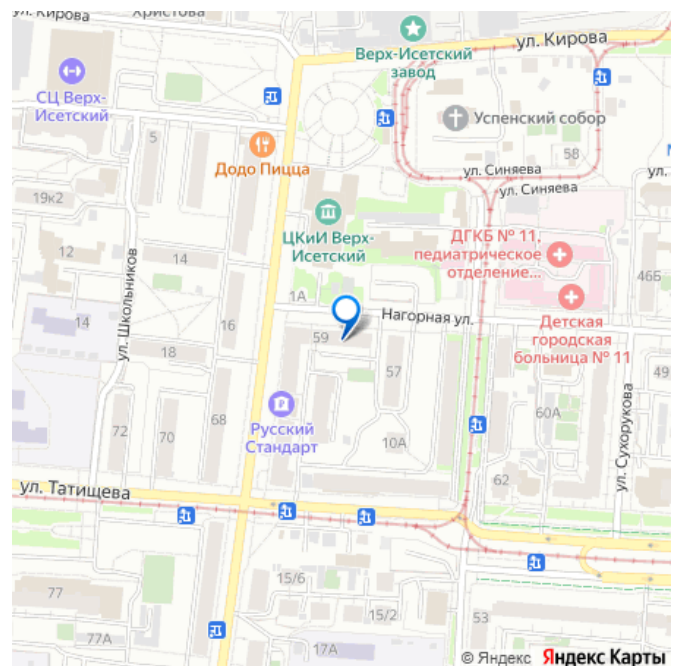 ул. Кирова
Христова
ул. Кирова
Верх-Исетский
завод
СЦ Верх-
Исетский
5
Додо Пицца
Успенский собор
58
ул. Синяева
ул. Синяева
19к2
ЦКиИ Верх-
Исетский
ДГКБ № 11,
педиатрическое
отделение...
12
14
46Б
ул. Школьников
1А
Нагорная ул.
14
16
18
59
Детская
городская
больница № 11
57
49
Русский
Стандарт
68
72
70
10А
60А
62
ул. Сухорукова
ул. Татищева
77
15/6
15/2
53
77А
17А
© Яндекс Яндекс Карты